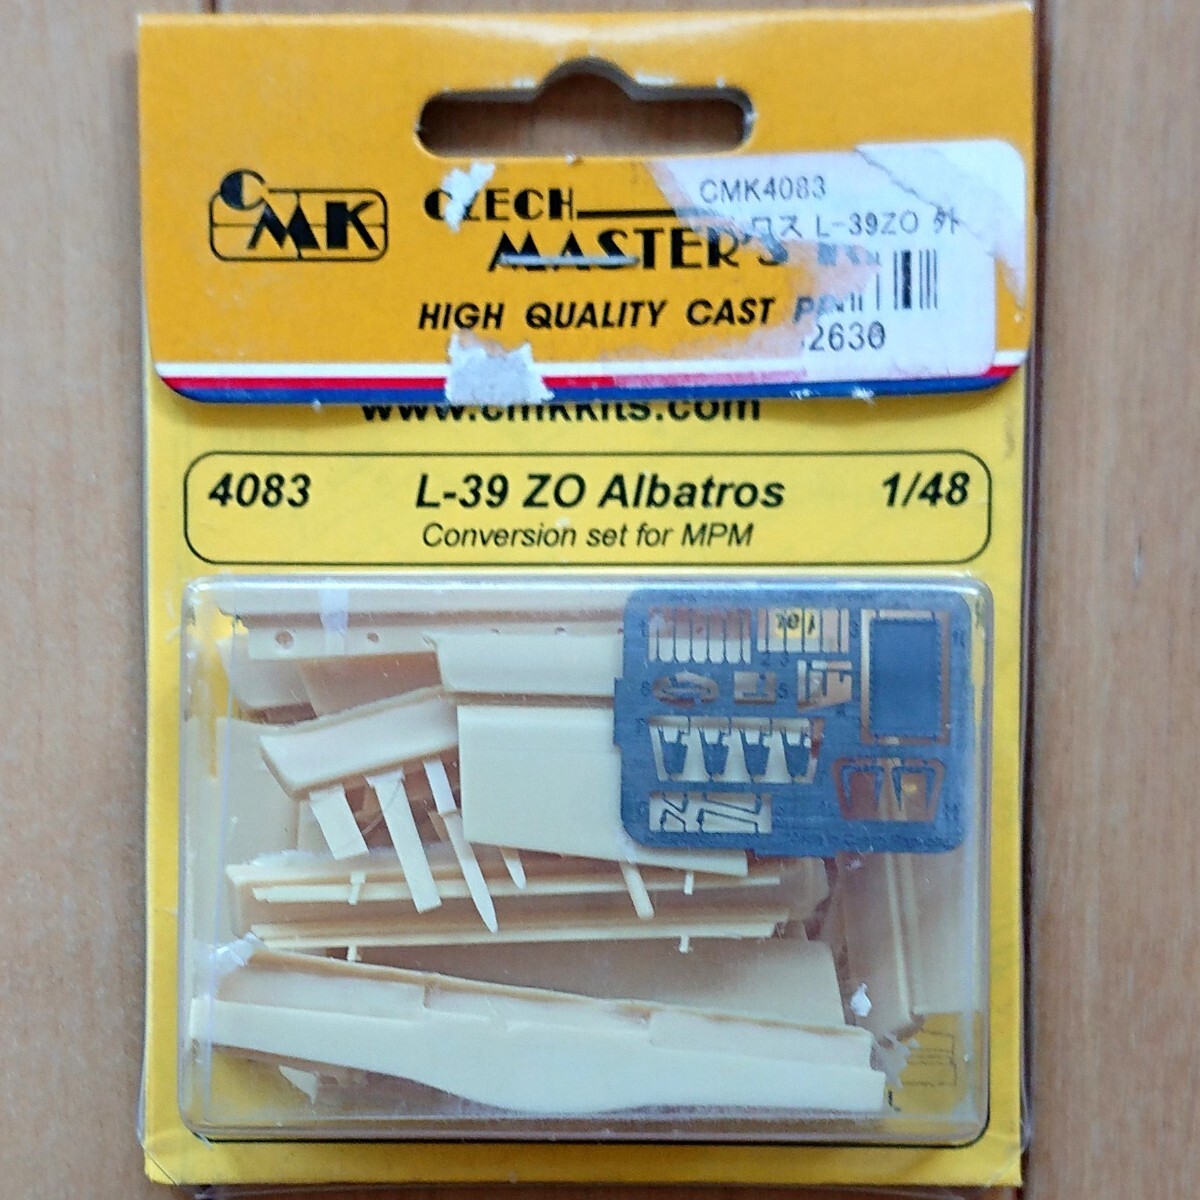 CMK
CZECH
MASTER'S
HIGH QUALITY CAST
CMK4083
クス L-39ZO 外
2630
www.cmkkits.com
4083 L-39 ZO Albatros 1/48
Conversion set for MPM